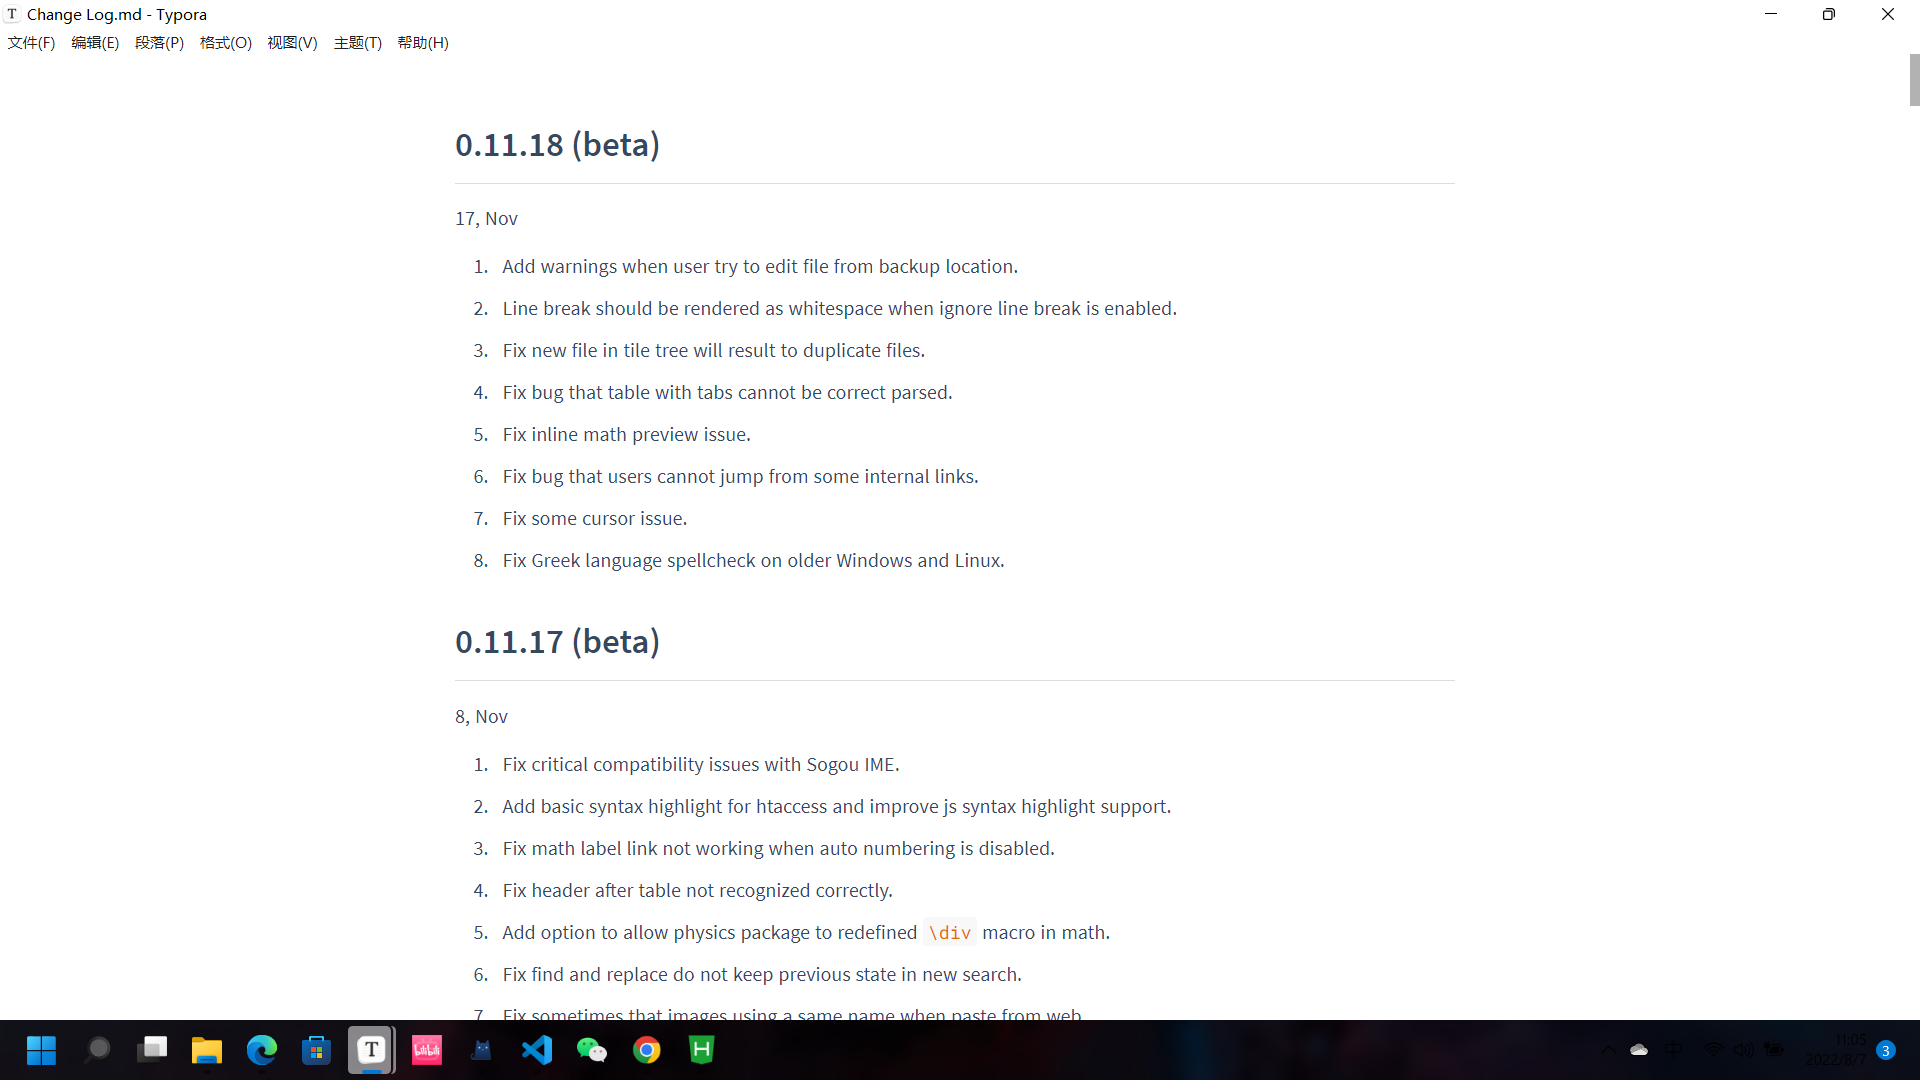 T Change Log.md - Typora
文件(F) 编辑(E) 段落(P) 格式(O) 视图(V) 主题(T) 帮助(H)
0.11.18 (beta)
17, Nov
1. Add warnings when user try to edit file from backup location.
2. Line break should be rendered as whitespace when ignore line break is enabled.
3. Fix new file in tile tree will result to duplicate files.
4. Fix bug that table with tabs cannot be correct parsed.
5. Fix inline math preview issue.
6. Fix bug that users cannot jump from some internal links.
7. Fix some cursor issue.
8. Fix Greek language spellcheck on older Windows and Linux.
0.11.17 (beta)
8, Nov
1. Fix critical compatibility issues with Sogou IME.
2. Add basic syntax highlight for htaccess and improve js syntax highlight support.
3. Fix math label link not working when auto numbering is disabled.
4. Fix header after table not recognized correctly.
5. Add option to allow physics package to redefined \div macro in math.
6. Fix find and replace do not keep previous state in new search.
7. Fix sometimes that images using a same name when paste from web
T
bilibili
H
中
11:05
2022/8/7
3